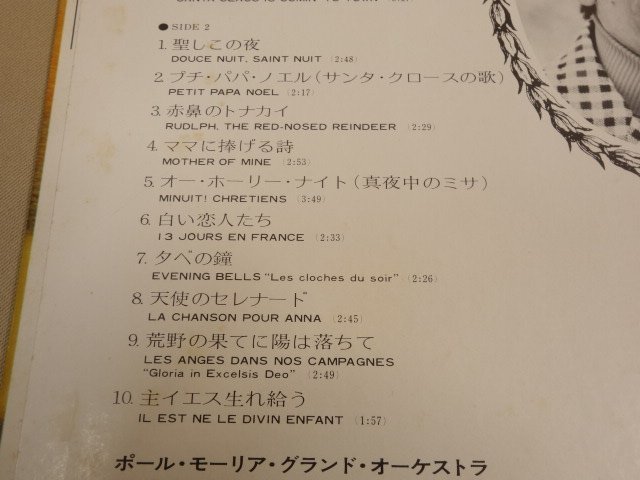 ● SIDE 2
1. 聖しこの夜
DOUCE NUIT, SAINT NUIT (2:48)
2. プチ・パパ・ノエル(サンタ・クロースの歌)
PETIT PAPA NOEL (2:17)
3. 赤鼻のトナカイ
RUDLPH, THE RED-NOSED REINDEER (2:29)
4. ママに捧げる詩
MOTHER OF MINE (2:53)
5. オー・ホーリー・ナイト(真夜中のミサ)
MINUIT! CHRETIENS (3:49)
6. 白い恋人たち
13 JOURS EN FRANCE (2:33)
7. 夕べの鐘
EVENING BELLS "Les cloches du soir" (2:26)
8. 天使のセレナード
LA CHANSON POUR ANNA (2:45)
9. 荒野の果てに陽は落ちて
LES ANGES DANS NOS CAMPAGNES
"Gloria in Excelsis Deo" (2:49)
10. 主イエス生れ給う
IL EST NE LE DIVIN ENFANT (1:57)
ポール・モーリア・グランド・オーケストラ